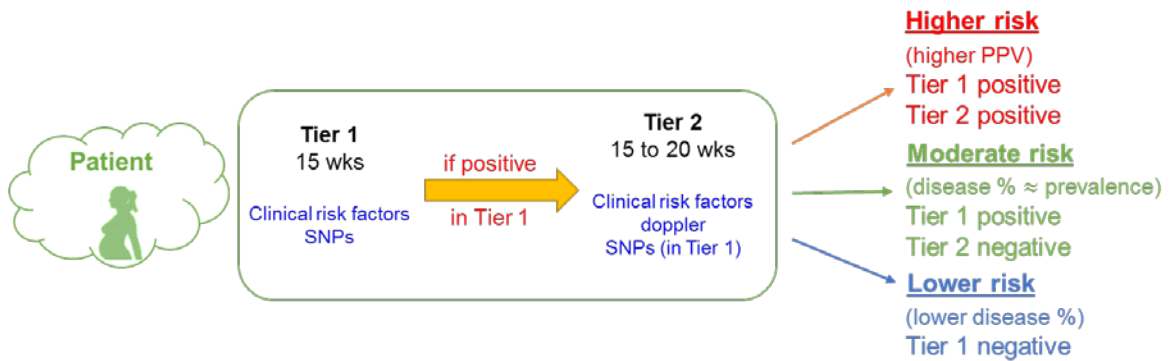 Patient
Tier 1
15 wks
Clinical risk factors
SNPs
if positive
in Tier 1
Tier 2
15 to 20 wks
Clinical risk factors
doppler
SNPs (in Tier 1)
Higher risk
(higher PPV)
Tier 1 positive
Tier 2 positive
Moderate risk
(disease % ≈ prevalence)
Tier 1 positive
Tier 2 negative
Lower risk
(lower disease %)
Tier 1 negative